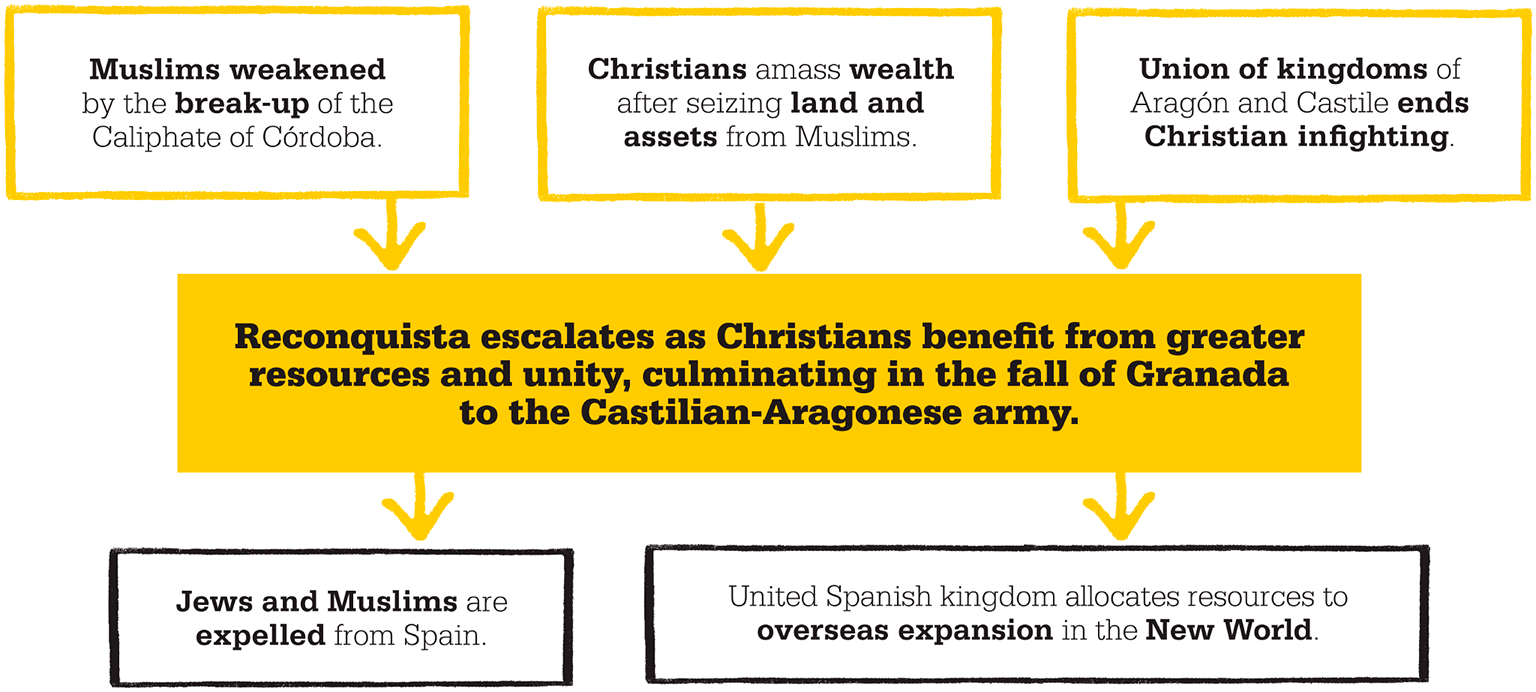 Muslims weakened
by the break-up of the
Caliphate of Córdoba.
Christians amass wealth
after seizing land and
assets from Muslims.
Union of kingdoms of
Aragón and Castile ends
Christian infighting.
Reconquista escalates as Christians benefit from greater
resources and unity, culminating in the fall of Granada
to the Castilian-Aragonese army.
Jews and Muslims are
expelled from Spain.
United Spanish kingdom allocates resources to
overseas expansion in the New World.